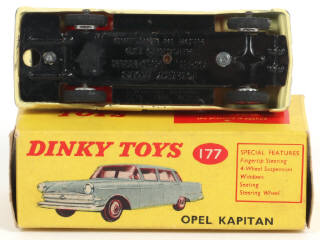 DINKY TOYS
177
SPECIAL FEATURES
Fingertip Steering
4-Wheel Suspension
Windows
Seating
Steering Wheel
OPEL KAPITAN